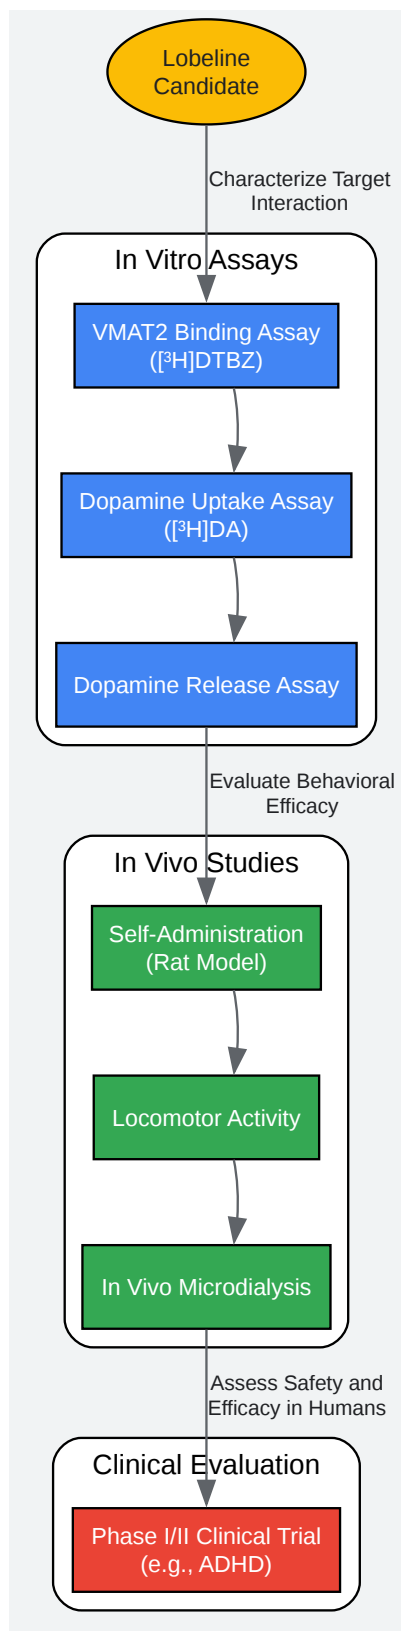 Lobeline
Candidate
Characterize Target
Interaction
In Vitro Assays
VMAT2 Binding Assay
([³H]DTBZ)
Dopamine Uptake Assay
([³H]DA)
Dopamine Release Assay
Evaluate Behavioral
Efficacy
In Vivo Studies
Self-Administration
(Rat Model)
Locomotor Activity
In Vivo Microdialysis
Assess Safety and
Efficacy in Humans
Clinical Evaluation
Phase I/II Clinical Trial
(e.g., ADHD)